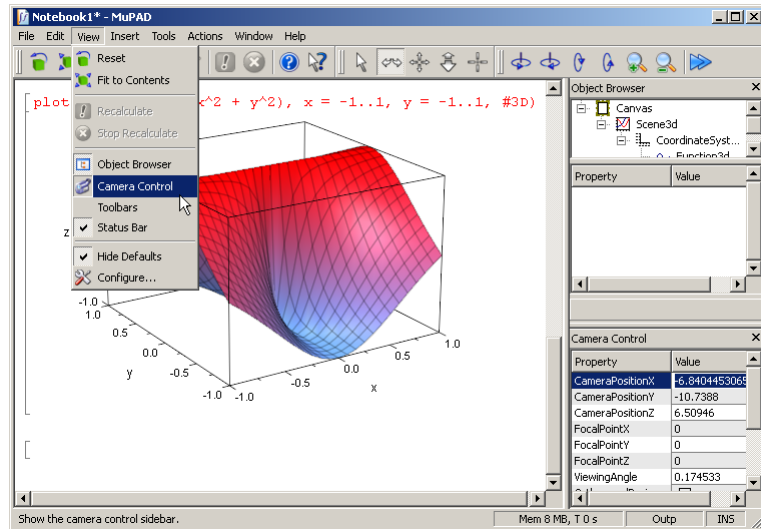 Notebook1* - MuPAD
File Edit View Insert Tools Actions Window Help
Reset
Fit to Contents
Recalculate
Stop Recalculate
Object Browser
Camera Control
Toolbars
Status Bar
Hide Defaults
Configure...
plot
x^2 + y^2), x = -1..1, y = -1..1, #3D)
z
-1.0
1.0
0.5
0.0
-0.5
-1.0
y
-1.0
-0.5
0.0
0.5
1.0
x
Object Browser
Canvas
Scene3d
CoordinateSyst...
Function3d
Property Value
Camera Control
Property Value
CameraPositionX -6.8404453065
CameraPositionY -10.7388
CameraPositionZ 6.50946
FocalPointX 0
FocalPointY 0
FocalPointZ 0
ViewingAngle 0.174533
Show the camera control sidebar.
Mem 8 MB, T 0 s Outp INS